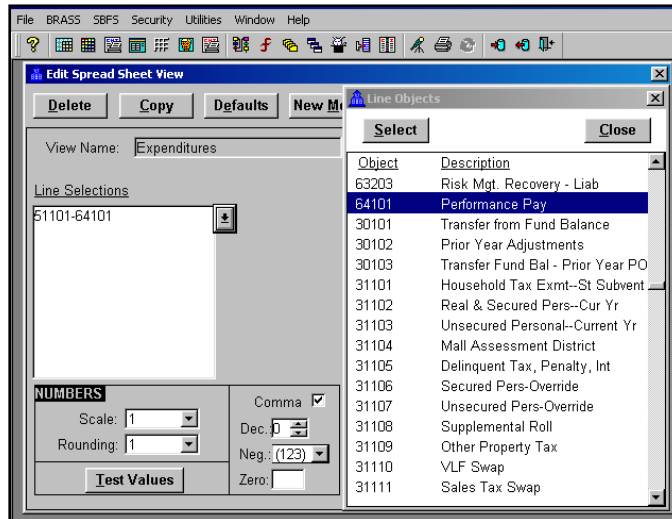 File BRASS SBFS Security Utilities Window Help
Edit Spread Sheet View
Delete Copy Defaults New M
View Name: Expenditures
Line Selections
51101-64101
NUMBERS
Scale: 1
Rounding: 1
Test Values
Comma
Dec.: 0
Neg.: (123)
Zero:
Line Objects
Select Close
Object Description
63203 Risk Mgt. Recovery - Liab
64101 Performance Pay
30101 Transfer from Fund Balance
30102 Prior Year Adjustments
30103 Transfer Fund Bal - Prior Year PO
31101 Household Tax Exmt--St Subvent
31102 Real & Secured Pers--Cur Yr
31103 Unsecured Personal--Current Yr
31104 Mall Assessment District
31105 Delinquent Tax, Penalty, Int
31106 Secured Pers-Override
31107 Unsecured Pers-Override
31108 Supplemental Roll
31109 Other Property Tax
31110 VLF Swap
31111 Sales Tax Swap